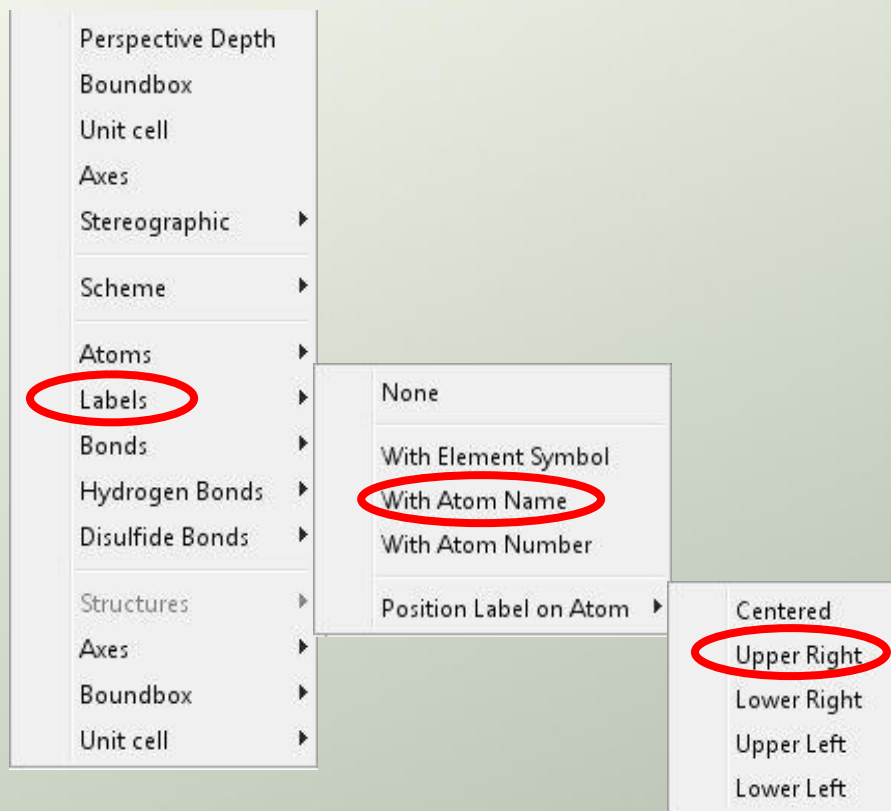 Perspective Depth
Boundbox
Unit cell
Axes
Stereographic
Scheme
Atoms
Labels
Bonds
Hydrogen Bonds
Disulfide Bonds
Structures
Axes
Boundbox
Unit cell
None
With Element Symbol
With Atom Name
With Atom Number
Position Label on Atom
Centered
Upper Right
Lower Right
Upper Left
Lower Left